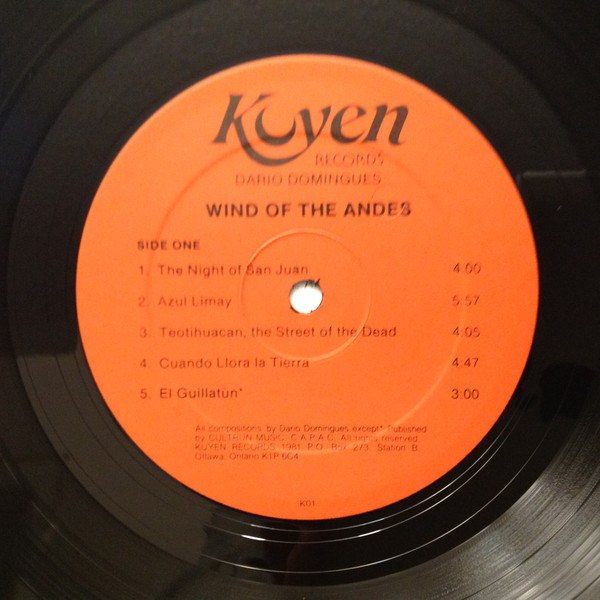 Kuyen
RECORDS
DARIO DOMINGUES
WIND OF THE ANDES
SIDE ONE
1. The Night of San Juan 4:00
2. Azul Limay 5:57
3. Teotihuacan, the Street of the Dead 4:05
4. Cuando Llora la Tierra 4:47
5. El Guillatún* 3:00
All compositions by Dario Domingues except* Published
by CULTRUN MUSIC, C.A.P.A.C. All rights reserved
KUYEN RECORDS 1981 P.O. Box 273, Station B,
Ottawa, Ontario K1P 6C4
K01